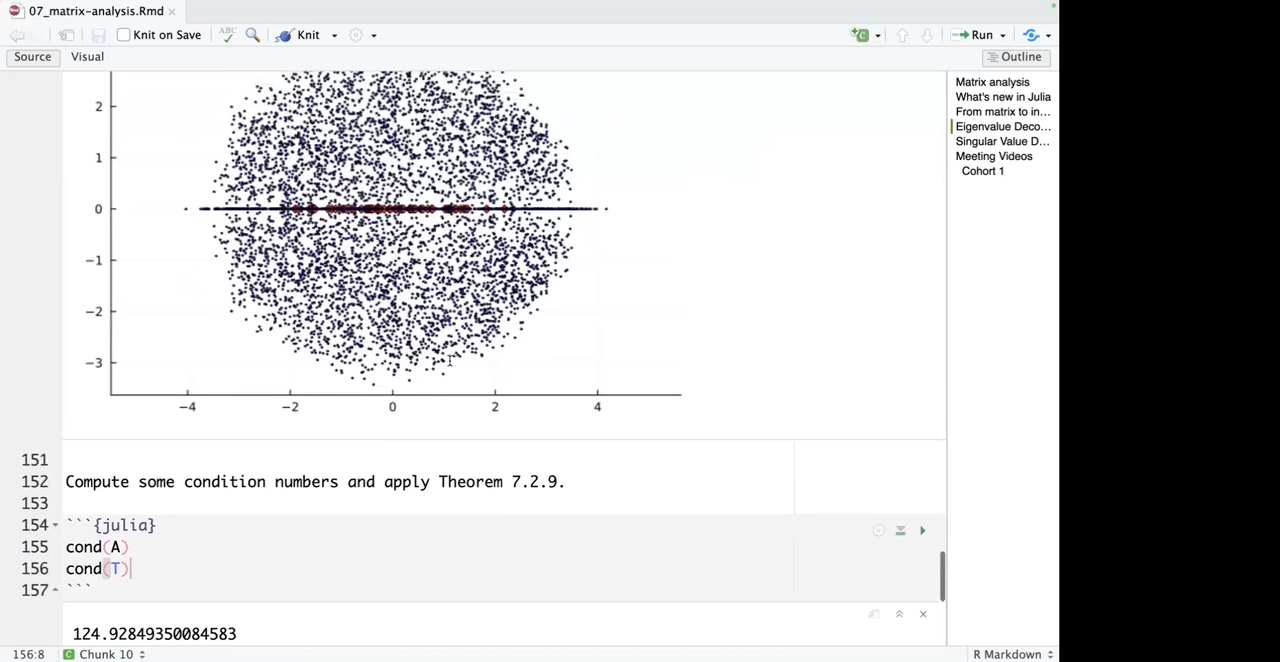 07_matrix-analysis.Rmd
Knit on Save
ABC
Knit
Run
Source
Visual
Outline
Matrix analysis
What's new in Julia
From matrix to in...
Eigenvalue Deco...
Singular Value D...
Meeting Videos
Cohort 1
2
1
0
−1
−2
−3
−4
−2
0
2
4
151
152 Compute some condition numbers and apply Theorem 7.2.9.
153
154 ```{julia}
155 cond(A)
156 cond(T)
157 ```
124.92849350084583
156:8
C Chunk 10
R Markdown